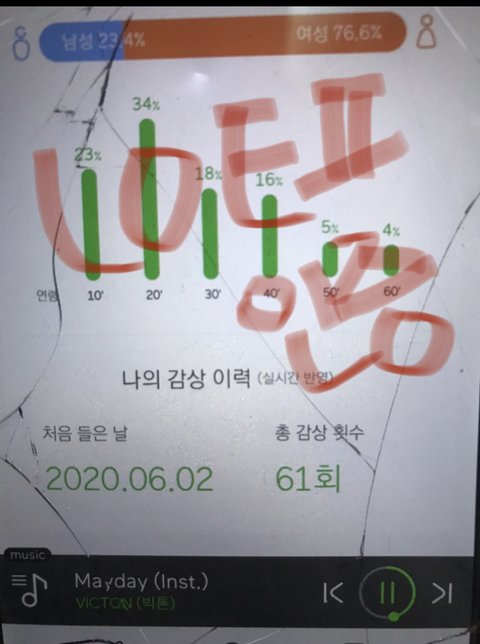 남성 23.4% 여성 76.6%
34%
23%
18%
16%
5%
4%
연령 10' 20' 30' 40' 50' 60'
나의 감상 이력 (실시간 반영)
처음 들은 날 총 감상 횟수
2020.06.02 61회
music
Mayday (Inst.)
VICTON (빅톤)